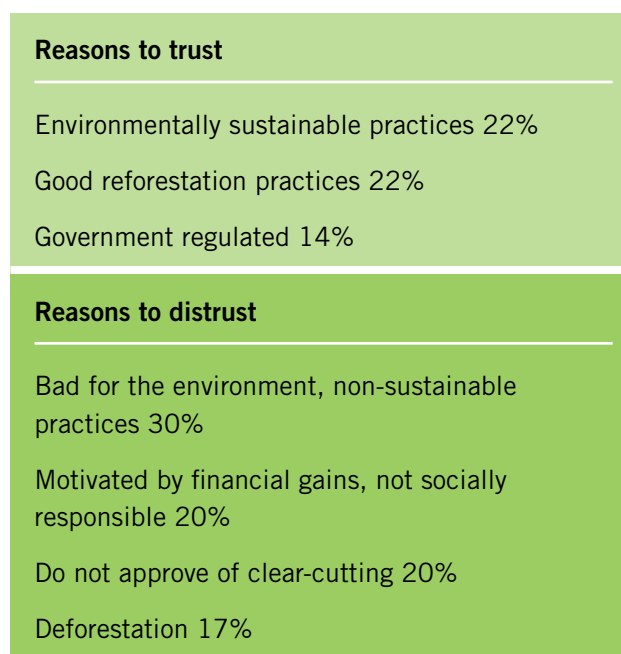 Reasons to trust
Environmentally sustainable practices 22%
Good reforestation practices 22%
Government regulated 14%
Reasons to distrust
Bad for the environment, non-sustainable
practices 30%
Motivated by financial gains, not socially
responsible 20%
Do not approve of clear-cutting 20%
Deforestation 17%